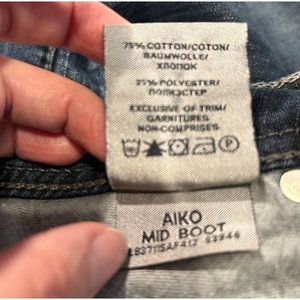 75% COTTON/COTON/
BAUMWOLLE/
ХЛОПОК
25% POLYESTER/
ПОЛИЭСТЕР
EXCLUSIVE OF TRIM/
GARNITURES
NON-COMPRISES
AIKO
MID BOOT